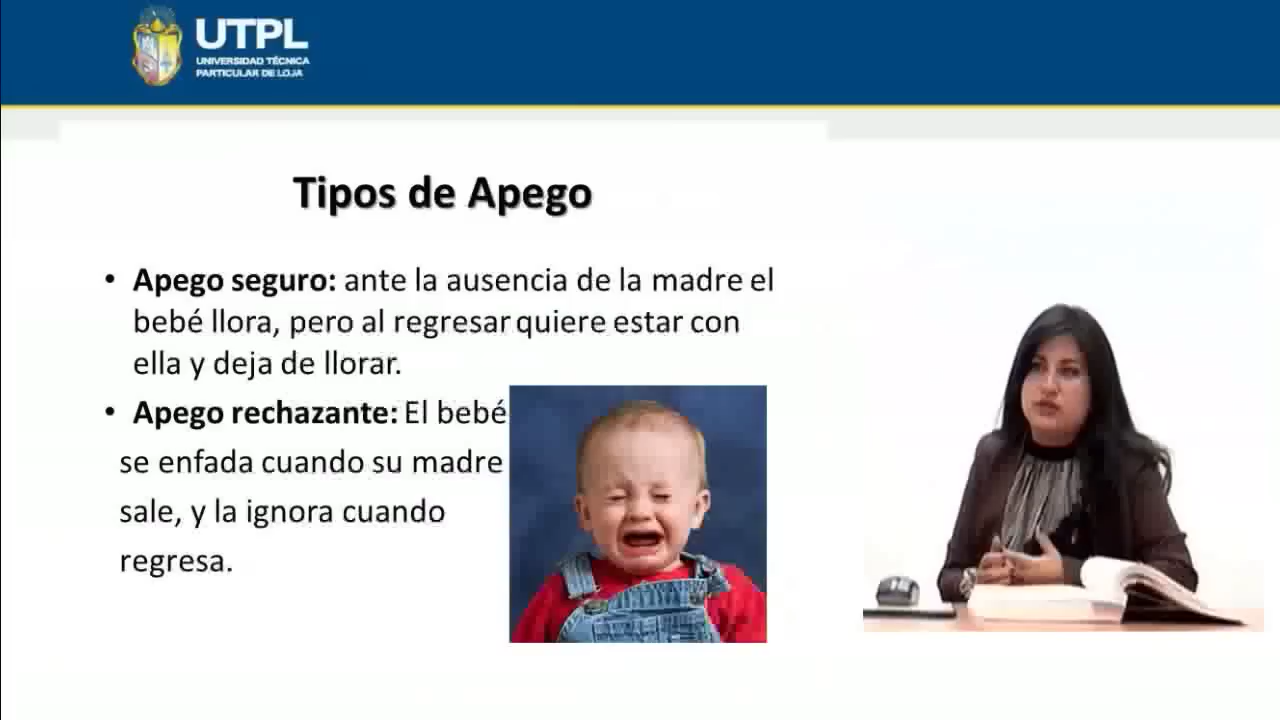 UTPL
UNIVERSIDAD TÉCNICA
PARTICULAR DE LOJA
Tipos de Apego
• Apego seguro: ante la ausencia de la madre el
bebé llora, pero al regresar quiere estar con
ella y deja de llorar.
• Apego rechazante: El bebé
se enfada cuando su madre
sale, y la ignora cuando
regresa.